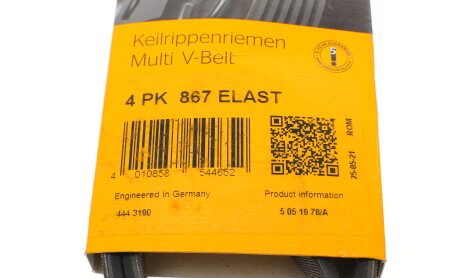 Keilrippenriemen
Multi V-Belt
5
4 PK 867 ELAST
4 010858 544652
ROM
25-05-21
Engineered in Germany
Product information
444 3190
5 05 19 78/A